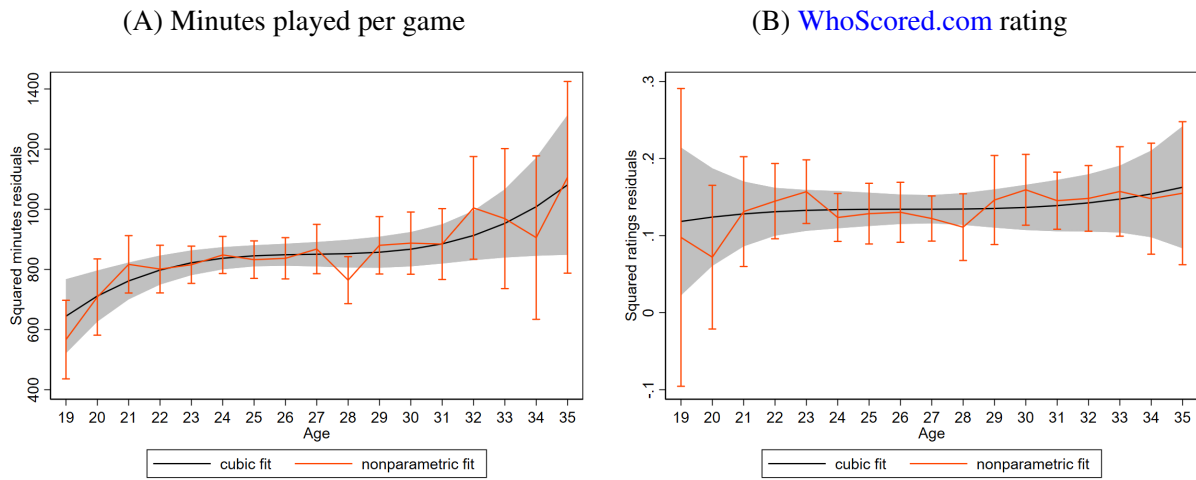 (A) Minutes played per game
Squared minutes residuals
400 600 800 1000 1200 1400
19 20 21 22 23 24 25 26 27 28 29 30 31 32 33 34 35
Age
cubic fit nonparametric fit
(B) WhoScored.com rating
Squared ratings residuals
-.1 0 .1 .2 .3
19 20 21 22 23 24 25 26 27 28 29 30 31 32 33 34 35
Age
cubic fit nonparametric fit